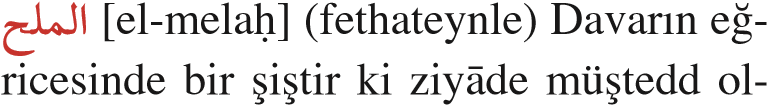 الملح [el-melaḥ] (fethateynle) Davarın eğ-
ricesinde bir şiştir ki ziyāde müştedd ol-